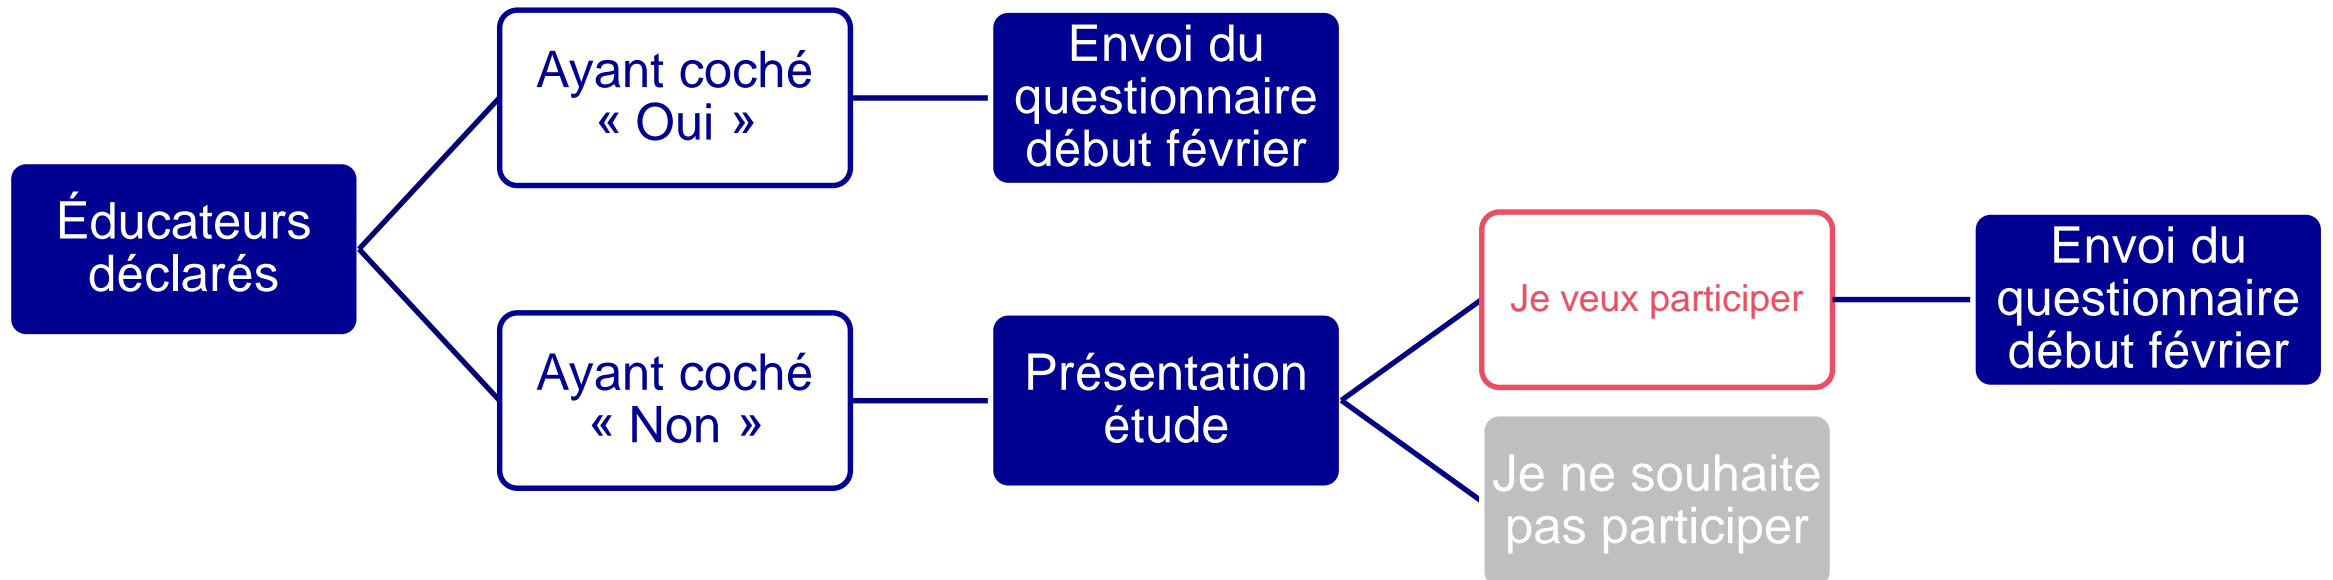 Éducateurs
déclarés
Ayant coché
« Oui »
Envoi du
questionnaire
début février
Ayant coché
« Non »
Présentation
étude
Je veux participer
Envoi du
questionnaire
début février
Je ne souhaite
pas participer